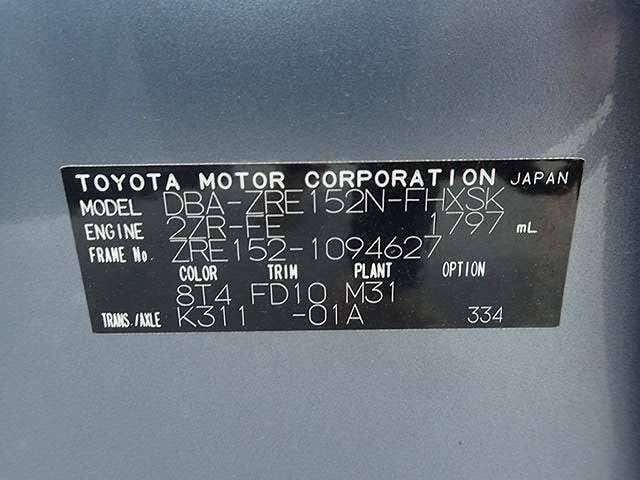 TOYOTA MOTOR CORPORATION JAPAN
MODEL DBA-ZRE152N-FHXSK
ENGINE 2ZR-FE 1797 mL
FRAME No. ZRE152-1094627
COLOR TRIM PLANT OPTION
8T4 FD10 M31
TRANS./AXLE K311 -01A 334